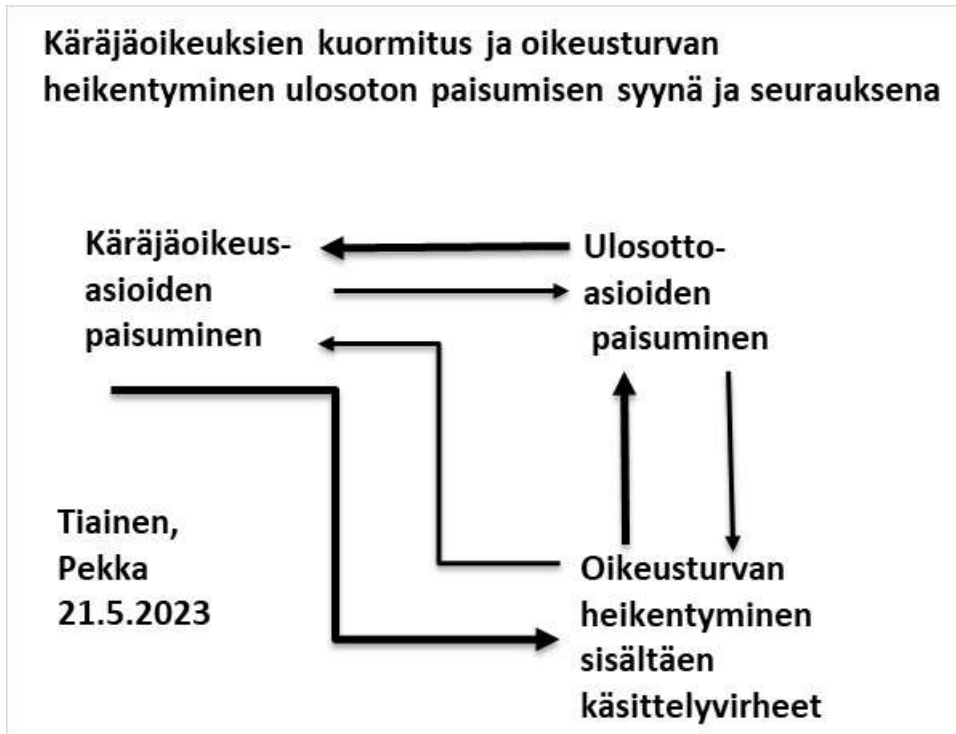 Käräjäoikeuksien kuormitus ja oikeusturvan
heikentyminen ulosoton paisumisen syynä ja seurauksena
Käräjäoikeus-
asioiden
paisuminen
Ulosotto-
asioiden
paisuminen
Tiainen,
Pekka
21.5.2023
Oikeusturvan
heikentyminen
sisältäen
käsittelyvirheet